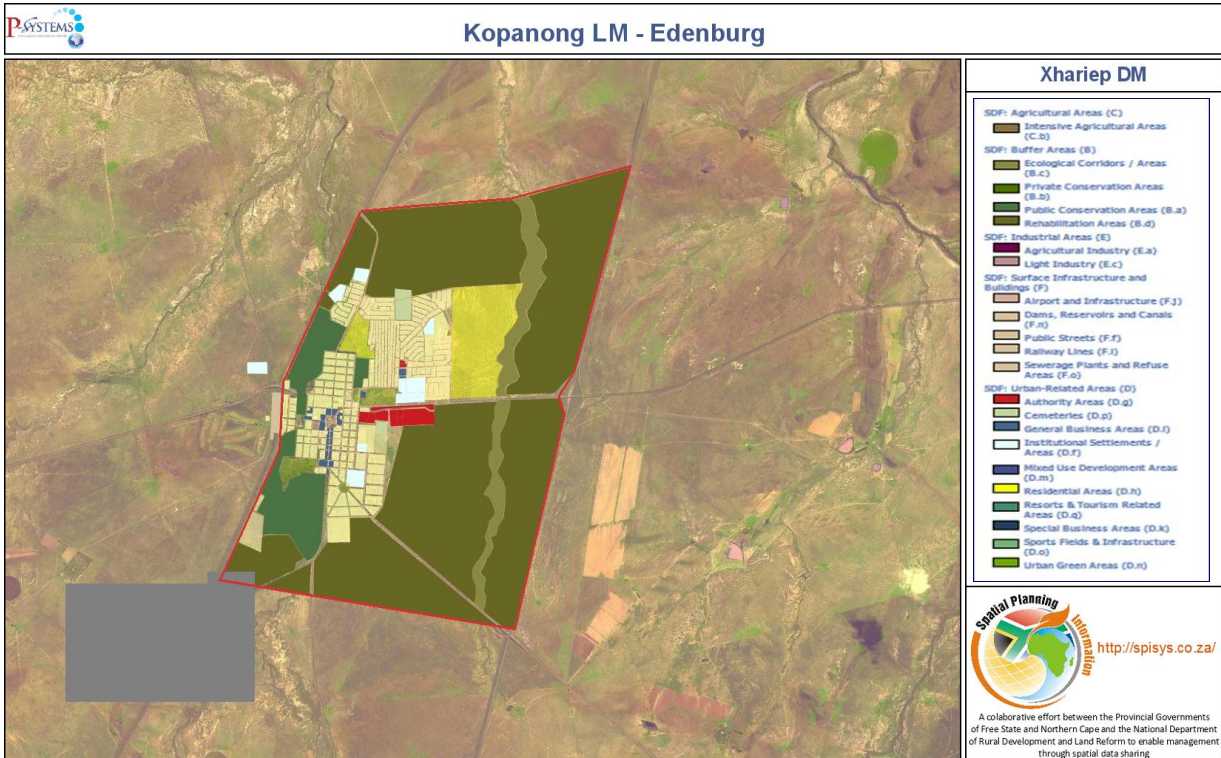 P-SYSTEMS
Kopanong LM - Edenburg
Xhariep DM
SDF: Agricultural Areas (C)
Intensive Agricultural Areas
(C.b)
SDF: Buffer Areas (B)
Ecological Corridors / Areas
(B.c)
Private Conservation Areas
(B.b)
Public Conservation Areas (B.a)
Rehabilitation Areas (B.d)
SDF: Industrial Areas (E)
Agricultural Industry (E.a)
Light Industry (E.c)
SDF: Surface Infrastructure and
Buildings (F)
Airport and Infrastructure (F.j)
Dams, Reservoirs and Canals
(F.n)
Public Streets (F.f)
Railway Lines (F.l)
Sewerage Plants and Refuse
Areas (F.o)
SDF: Urban-Related Areas (D)
Authority Areas (D.g)
Cemeteries (D.p)
General Business Areas (D.l)
Institutional Settlements /
Areas (D.f)
Mixed Use Development Areas
(D.m)
Residential Areas (D.h)
Resorts & Tourism Related
Areas (D.q)
Special Business Areas (D.k)
Sports Fields & Infrastructure
(D.o)
Urban Green Areas (D.n)
Spatial Planning
Information
http://spisys.co.za/
A colaborative effort between the Provincial Governments
of Free State and Northern Cape and the National Department
of Rural Development and Land Reform to enable management
through spatial data sharing